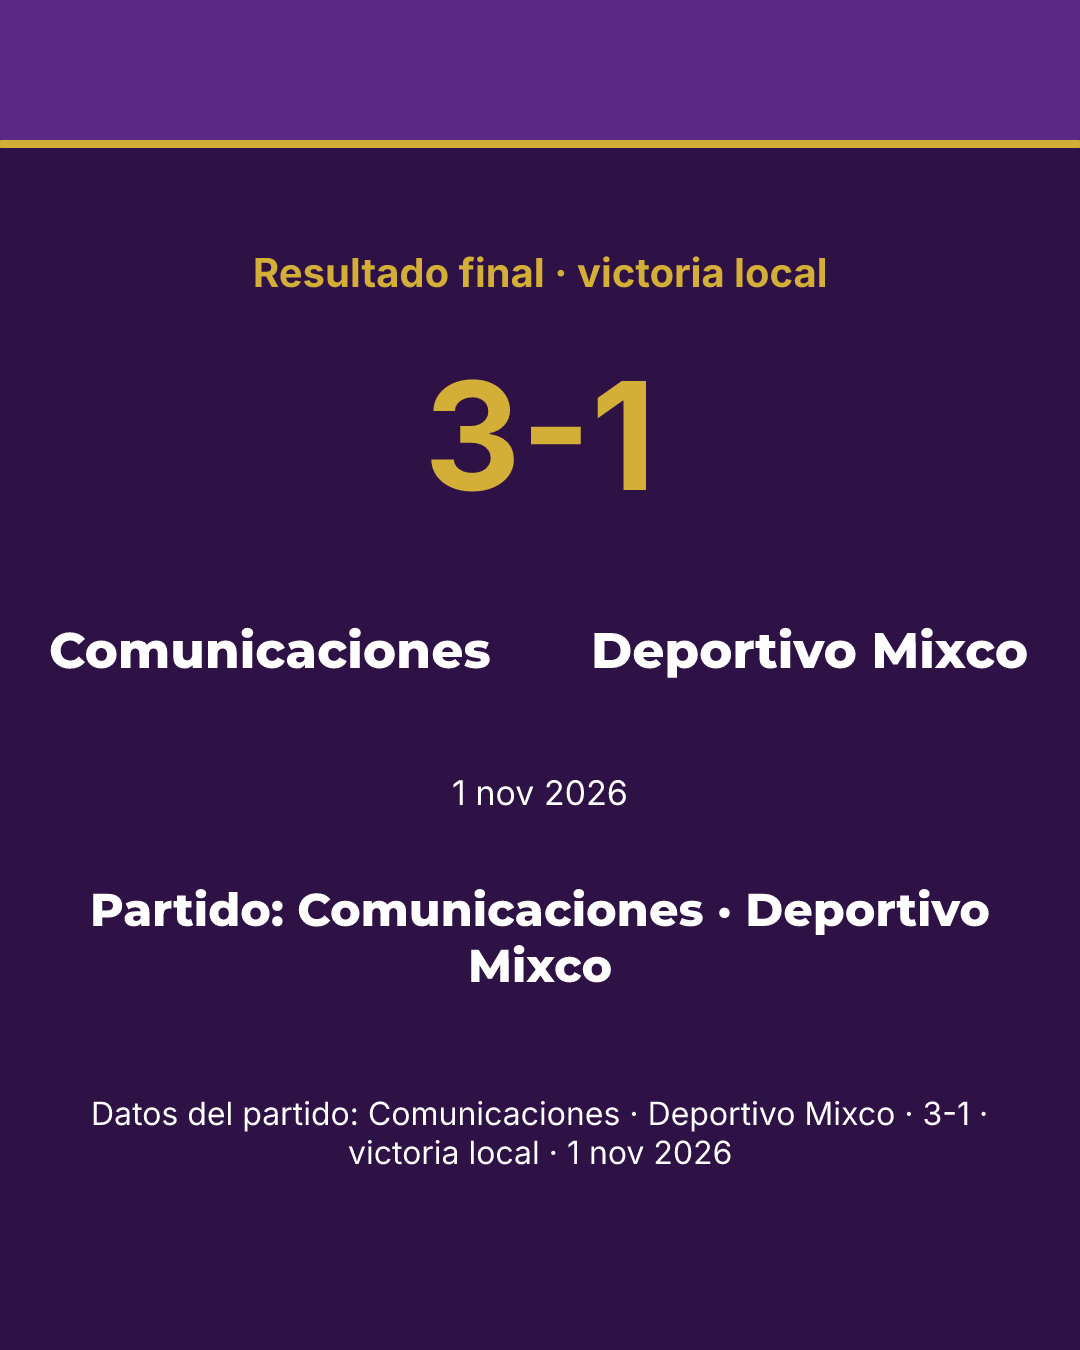 Resultado final · victoria local
3-1
Comunicaciones Deportivo Mixco
1 nov 2026
Partido: Comunicaciones · Deportivo
Mixco
Datos del partido: Comunicaciones · Deportivo Mixco · 3-1 ·
victoria local · 1 nov 2026